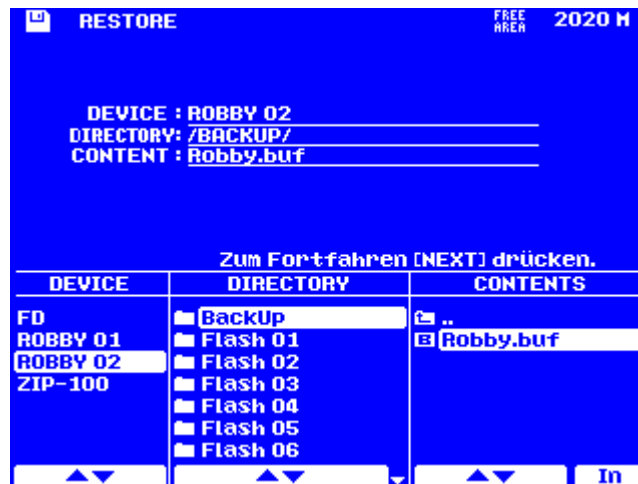 RESTORE FREE AREA 2020 M
DEVICE : ROBBY 02
DIRECTORY: /BACKUP/
CONTENT : Robby.buf
Zum Fortfahren [NEXT] drücken.
DEVICE DIRECTORY CONTENTS
FD BackUp ..
ROBBY 01 Flash 01 B Robby.buf
ROBBY 02 Flash 02
ZIP-100 Flash 03
Flash 04
Flash 05
Flash 06
In